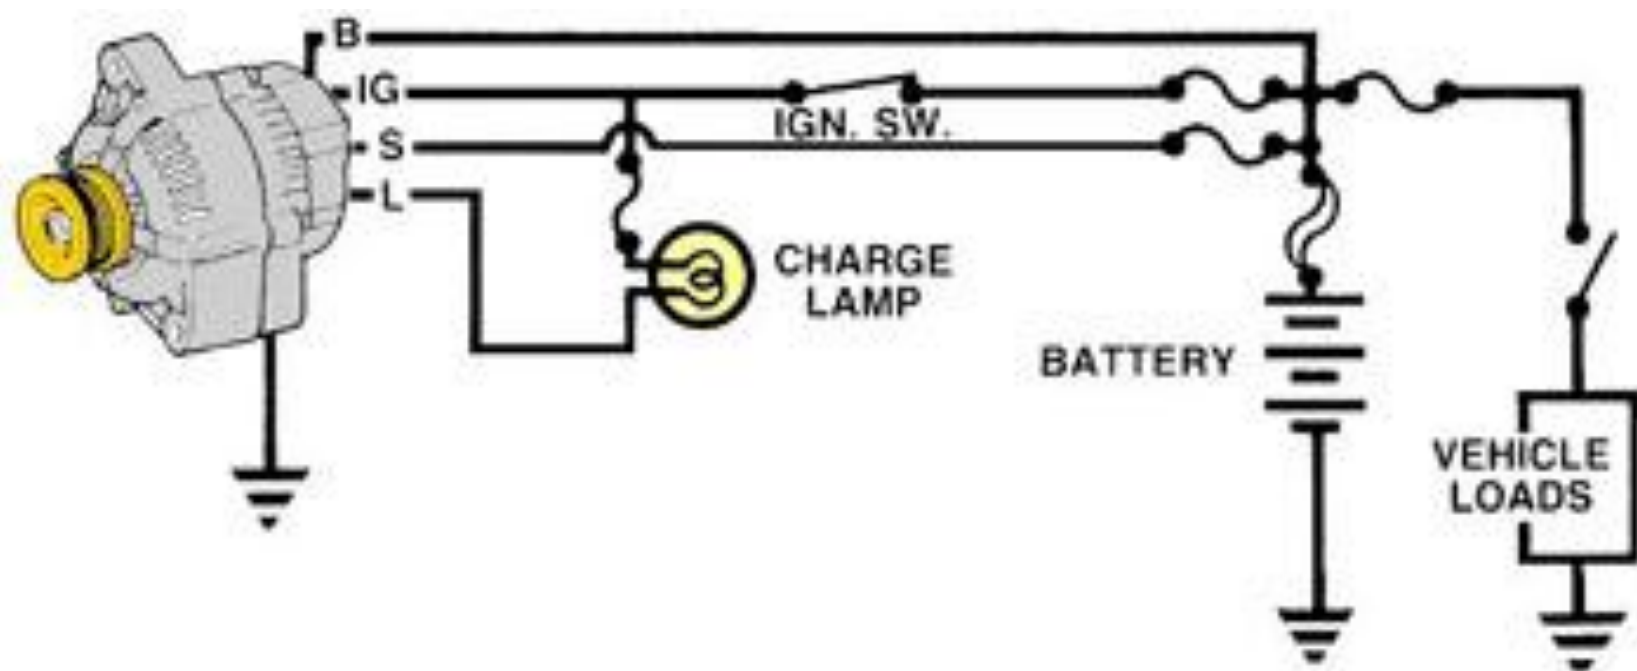 B
IG
IGN. SW.
S
L
CHARGE
LAMP
BATTERY
VEHICLE
LOADS